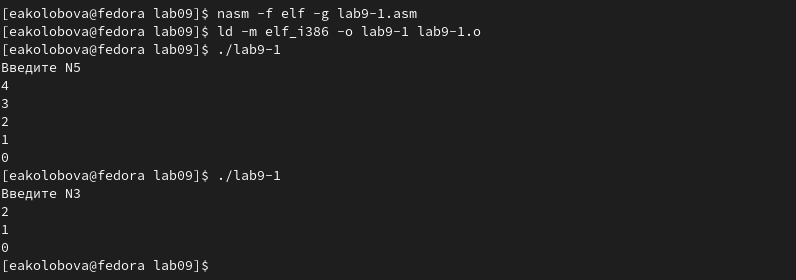 [eakolobova@fedora lab09]$ nasm -f elf -g lab9-1.asm
[eakolobova@fedora lab09]$ ld -m elf_i386 -o lab9-1 lab9-1.o
[eakolobova@fedora lab09]$ ./lab9-1
Введите N5
4
3
2
1
0
[eakolobova@fedora lab09]$ ./lab9-1
Введите N3
2
1
0
[eakolobova@fedora lab09]$